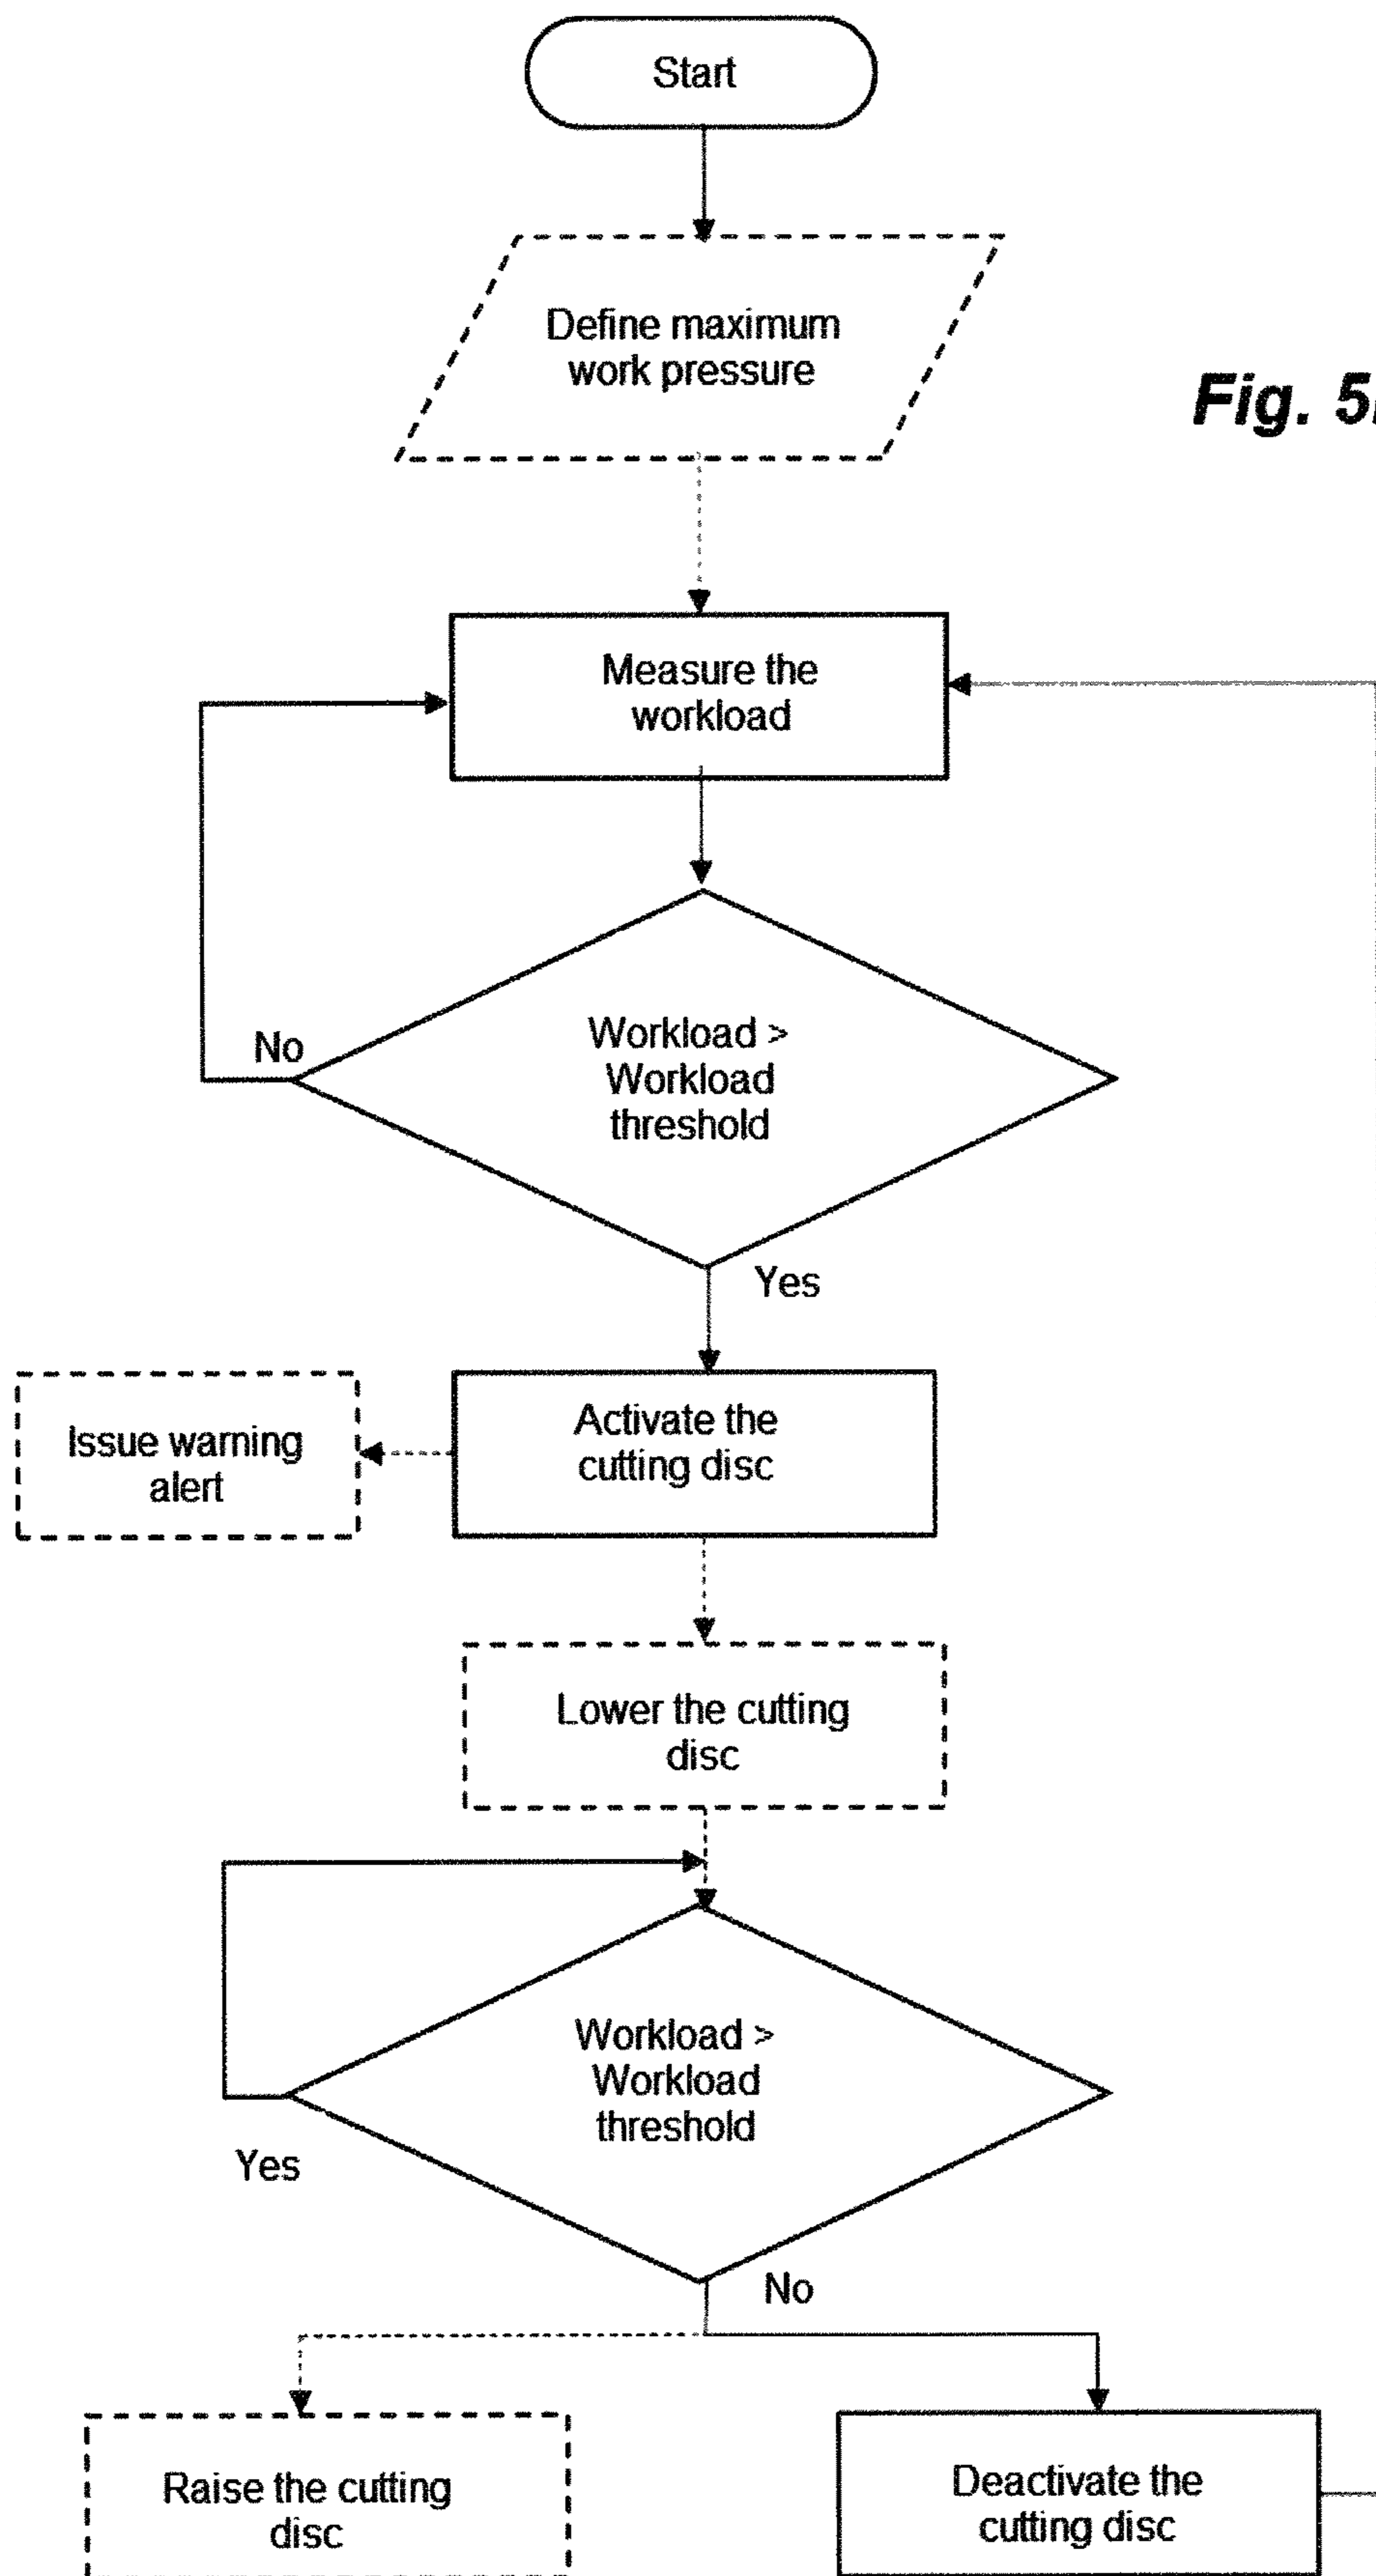 Start
Define maximum
work pressure
Fig. 5
Measure the
workload
No
Workload >
Workload
threshold
Yes
Issue warning
alert
Activate the
cutting disc
Lower the cutting
disc
Workload >
Workload
threshold
Yes
No
Raise the cutting
disc
Deactivate the
cutting disc